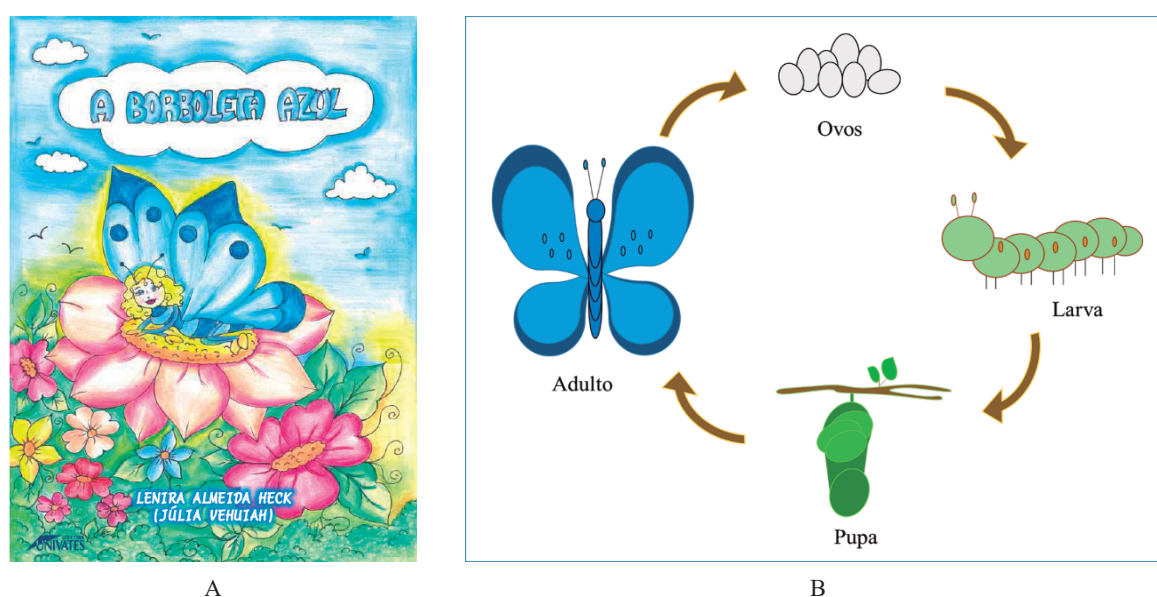 A BORBOLETA AZUL
LENIRA ALMEIDA HECK
(JÚLIA VEHUIAH)
UNIVATES
A
Ovos
Larva
Pupa
Adulto
B